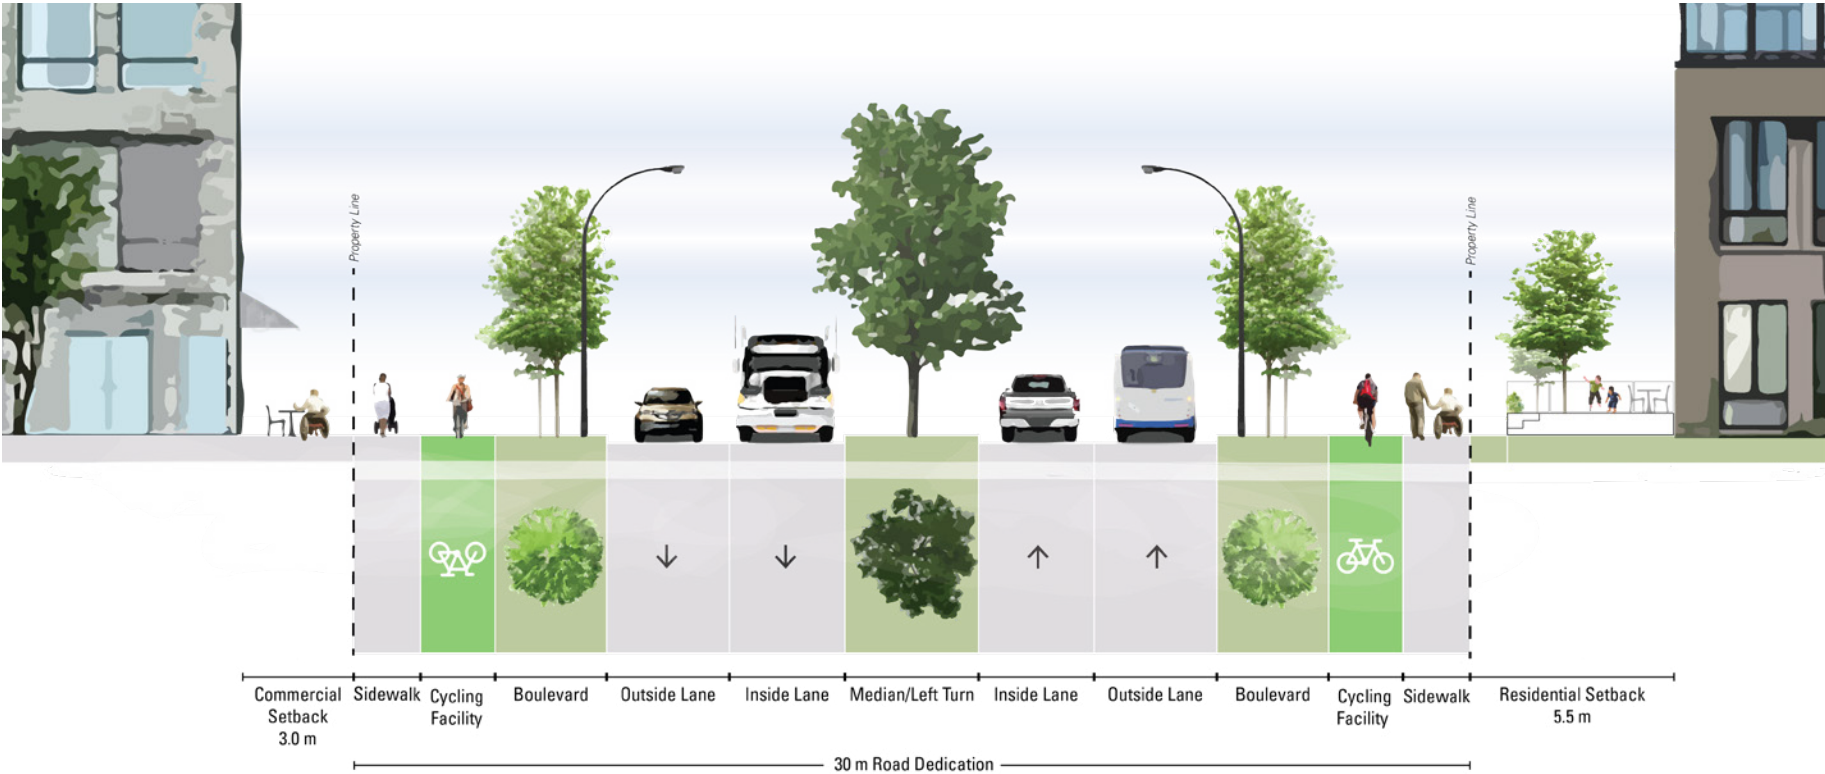 Property Line
Property Line
Commercial
Setback
3.0 m
Sidewalk
Cycling
Facility
Boulevard
Outside Lane
Inside Lane
Median/Left Turn
Inside Lane
Outside Lane
Boulevard
Cycling
Facility
Sidewalk
Residential Setback
5.5 m
30 m Road Dedication